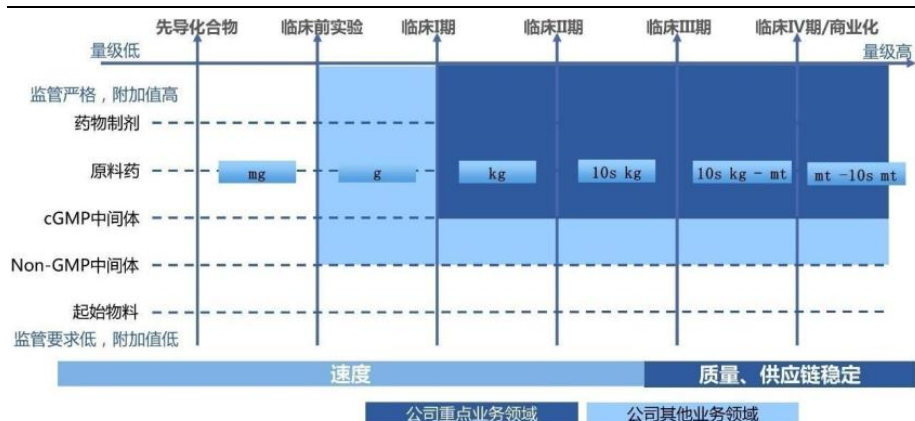 先导化合物 临床前实验 临床I期 临床II期 临床III期 临床IV期/商业化
量级低 量级高
监管严格，附加值高
药物制剂
原料药 mg g kg 10s kg 10s kg - mt mt -10s mt
cGMP中间体
Non-GMP中间体
起始物料
监管要求低，附加值低
速度 质量、供应链稳定
公司重点业务领域 公司其他业务领域